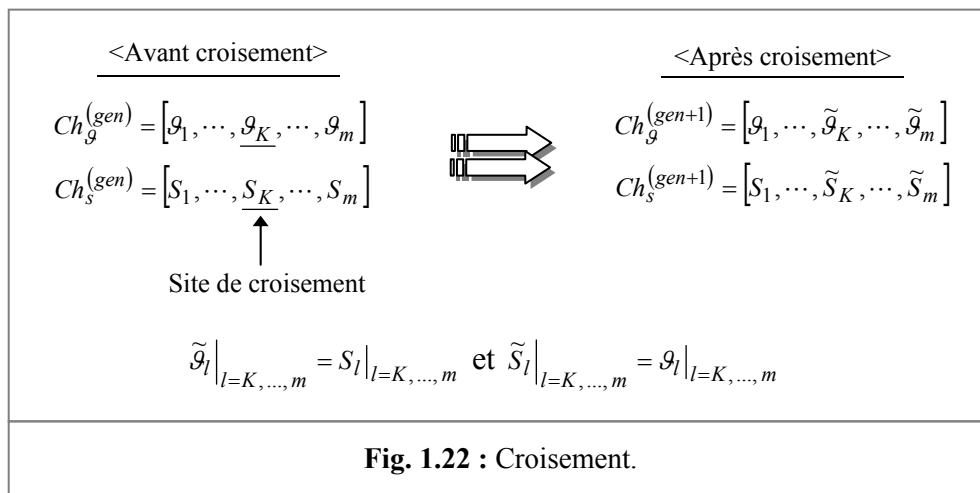 <Avant croisement> <Après croisement>
Ch_ϑ^(gen) = [ϑ_1, ⋯, ϑ_K, ⋯, ϑ_m] Ch_ϑ^(gen+1) = [ϑ_1, ⋯, ϑ̃_K, ⋯, ϑ̃_m]
Ch_s^(gen) = [S_1, ⋯, S_K, ⋯, S_m] Ch_s^(gen+1) = [S_1, ⋯, S̃_K, ⋯, S̃_m]
Site de croisement
ϑ̃_l|_{l=K, ..., m} = S_l|_{l=K, ..., m} et S̃_l|_{l=K, ..., m} = ϑ_l|_{l=K, ..., m}
Fig. 1.22 : Croisement.